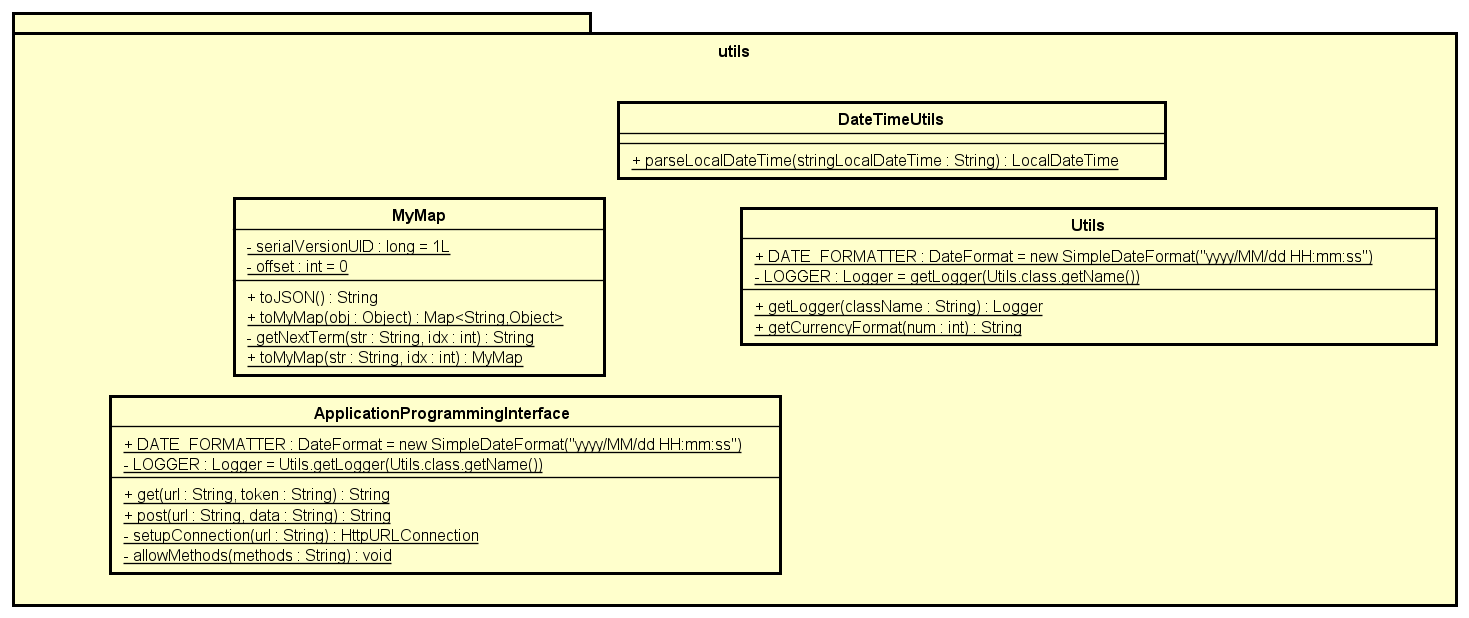 utils
DateTimeUtils
+ parseLocalDateTime(stringLocalDateTime : String) : LocalDateTime
MyMap
- serialVersionUID : long = 1L
- offset : int = 0
+ toJSON() : String
+ toMyMap(obj : Object) : Map<String,Object>
- getNextTerm(str : String, idx : int) : String
+ toMyMap(str : String, idx : int) : MyMap
Utils
+ DATE_FORMATTER : DateFormat = new SimpleDateFormat("yyyy/MM/dd HH:mm:ss")
- LOGGER : Logger = getLogger(Utils.class.getName())
+ getLogger(className : String) : Logger
+ getCurrencyFormat(num : int) : String
ApplicationProgrammingInterface
+ DATE_FORMATTER : DateFormat = new SimpleDateFormat("yyyy/MM/dd HH:mm:ss")
- LOGGER : Logger = Utils.getLogger(Utils.class.getName())
+ get(url : String, token : String) : String
+ post(url : String, data : String) : String
- setupConnection(url : String) : HttpURLConnection
- allowMethods(methods : String) : void